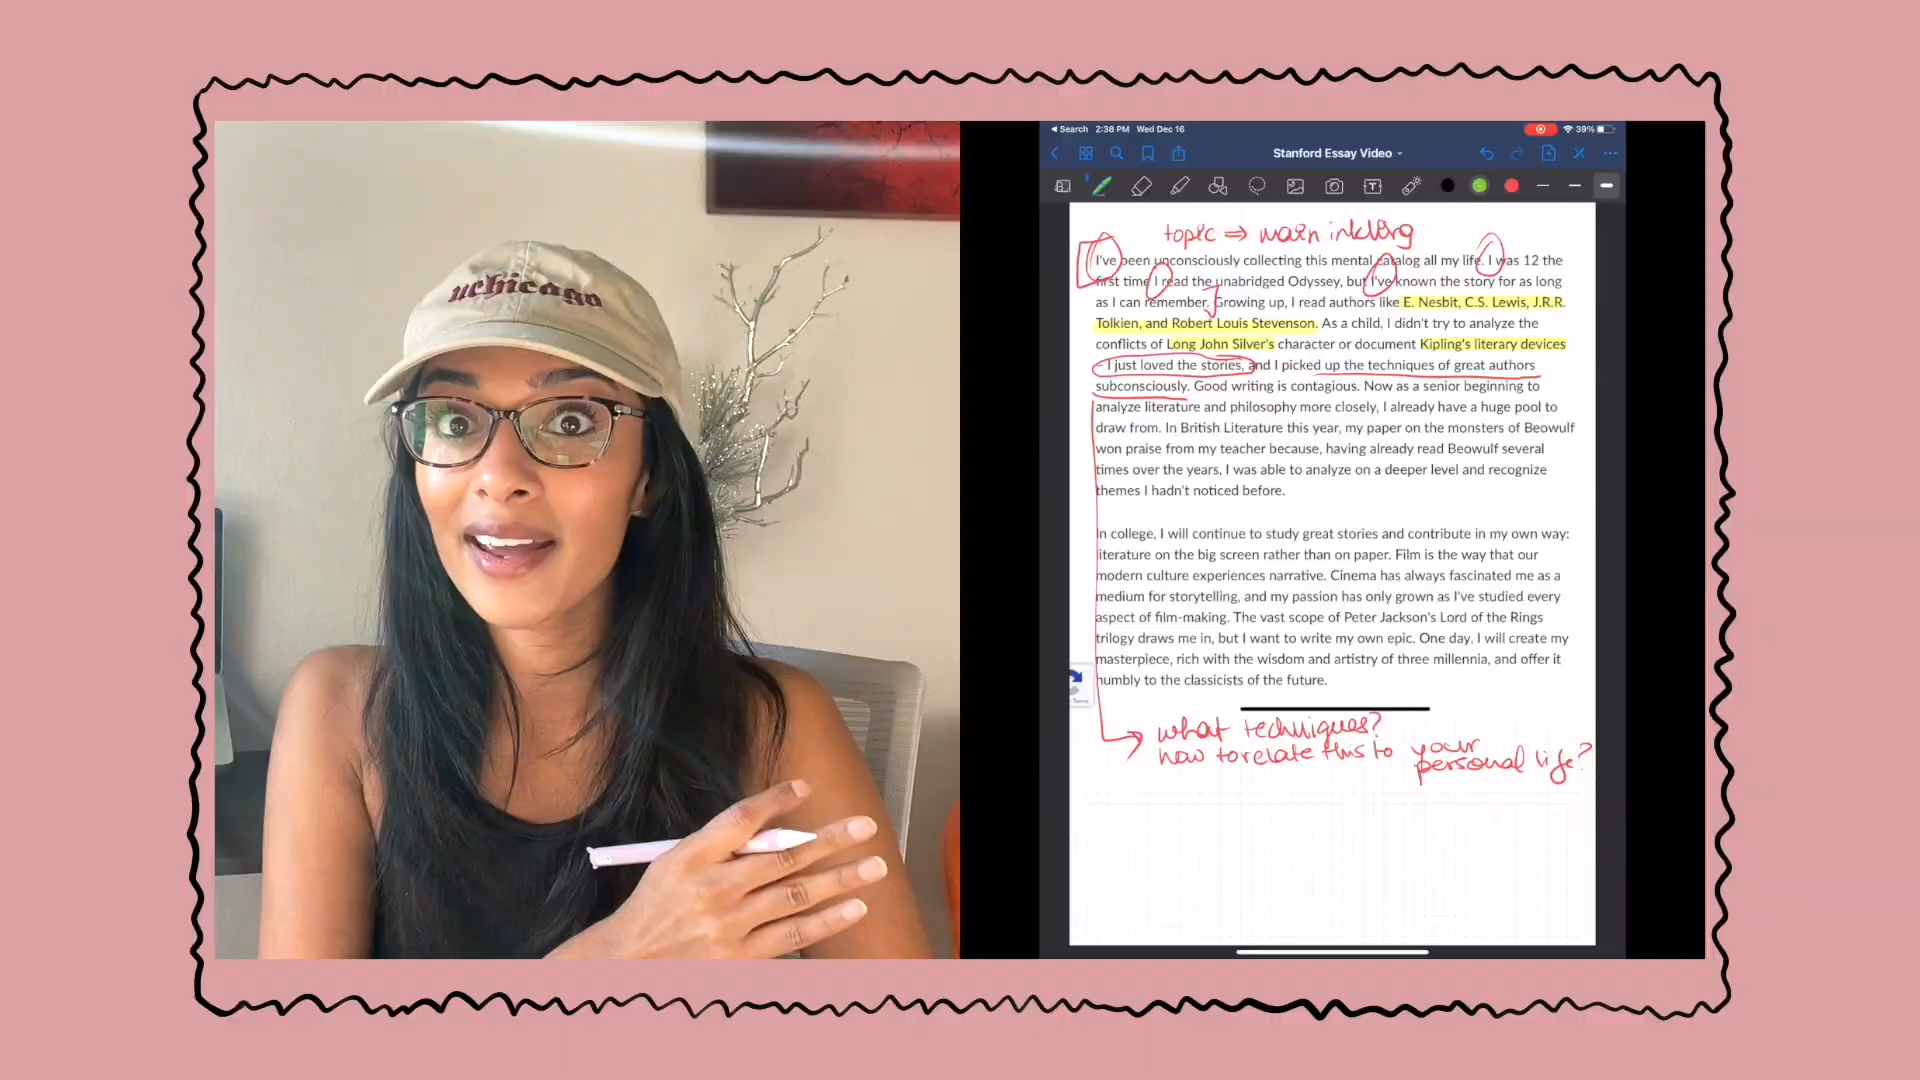 uchicago
Search 2:38 PM Wed Dec 16
39%
Stanford Essay Video
topic ⇒ main inkling
I've been unconsciously collecting this mental catalog all my life. I was 12 the
first time I read the unabridged Odyssey, but I've known the story for as long
as I can remember. Growing up, I read authors like E. Nesbit, C.S. Lewis, J.R.R.
Tolkien, and Robert Louis Stevenson. As a child, I didn't try to analyze the
conflicts of Long John Silver's character or document Kipling's literary devices
- I just loved the stories, and I picked up the techniques of great authors
subconsciously. Good writing is contagious. Now as a senior beginning to
analyze literature and philosophy more closely, I already have a huge pool to
draw from. In British Literature this year, my paper on the monsters of Beowulf
won praise from my teacher because, having already read Beowulf several
times over the years, I was able to analyze on a deeper level and recognize
themes I hadn't noticed before.
In college, I will continue to study great stories and contribute in my own way:
literature on the big screen rather than on paper. Film is the way that our
modern culture experiences narrative. Cinema has always fascinated me as a
medium for storytelling, and my passion has only grown as I've studied every
aspect of film-making. The vast scope of Peter Jackson's Lord of the Rings
trilogy draws me in, but I want to write my own epic. One day, I will create my
masterpiece, rich with the wisdom and artistry of three millennia, and offer it
humbly to the classicists of the future.
Terms
what techniques?
how to relate this to your
personal life?